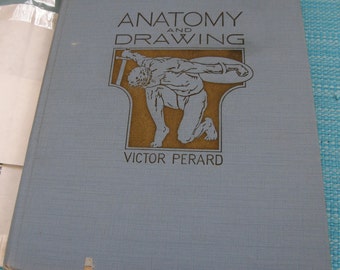 ANATOMY
AND
DRAWING
VICTOR PERARD